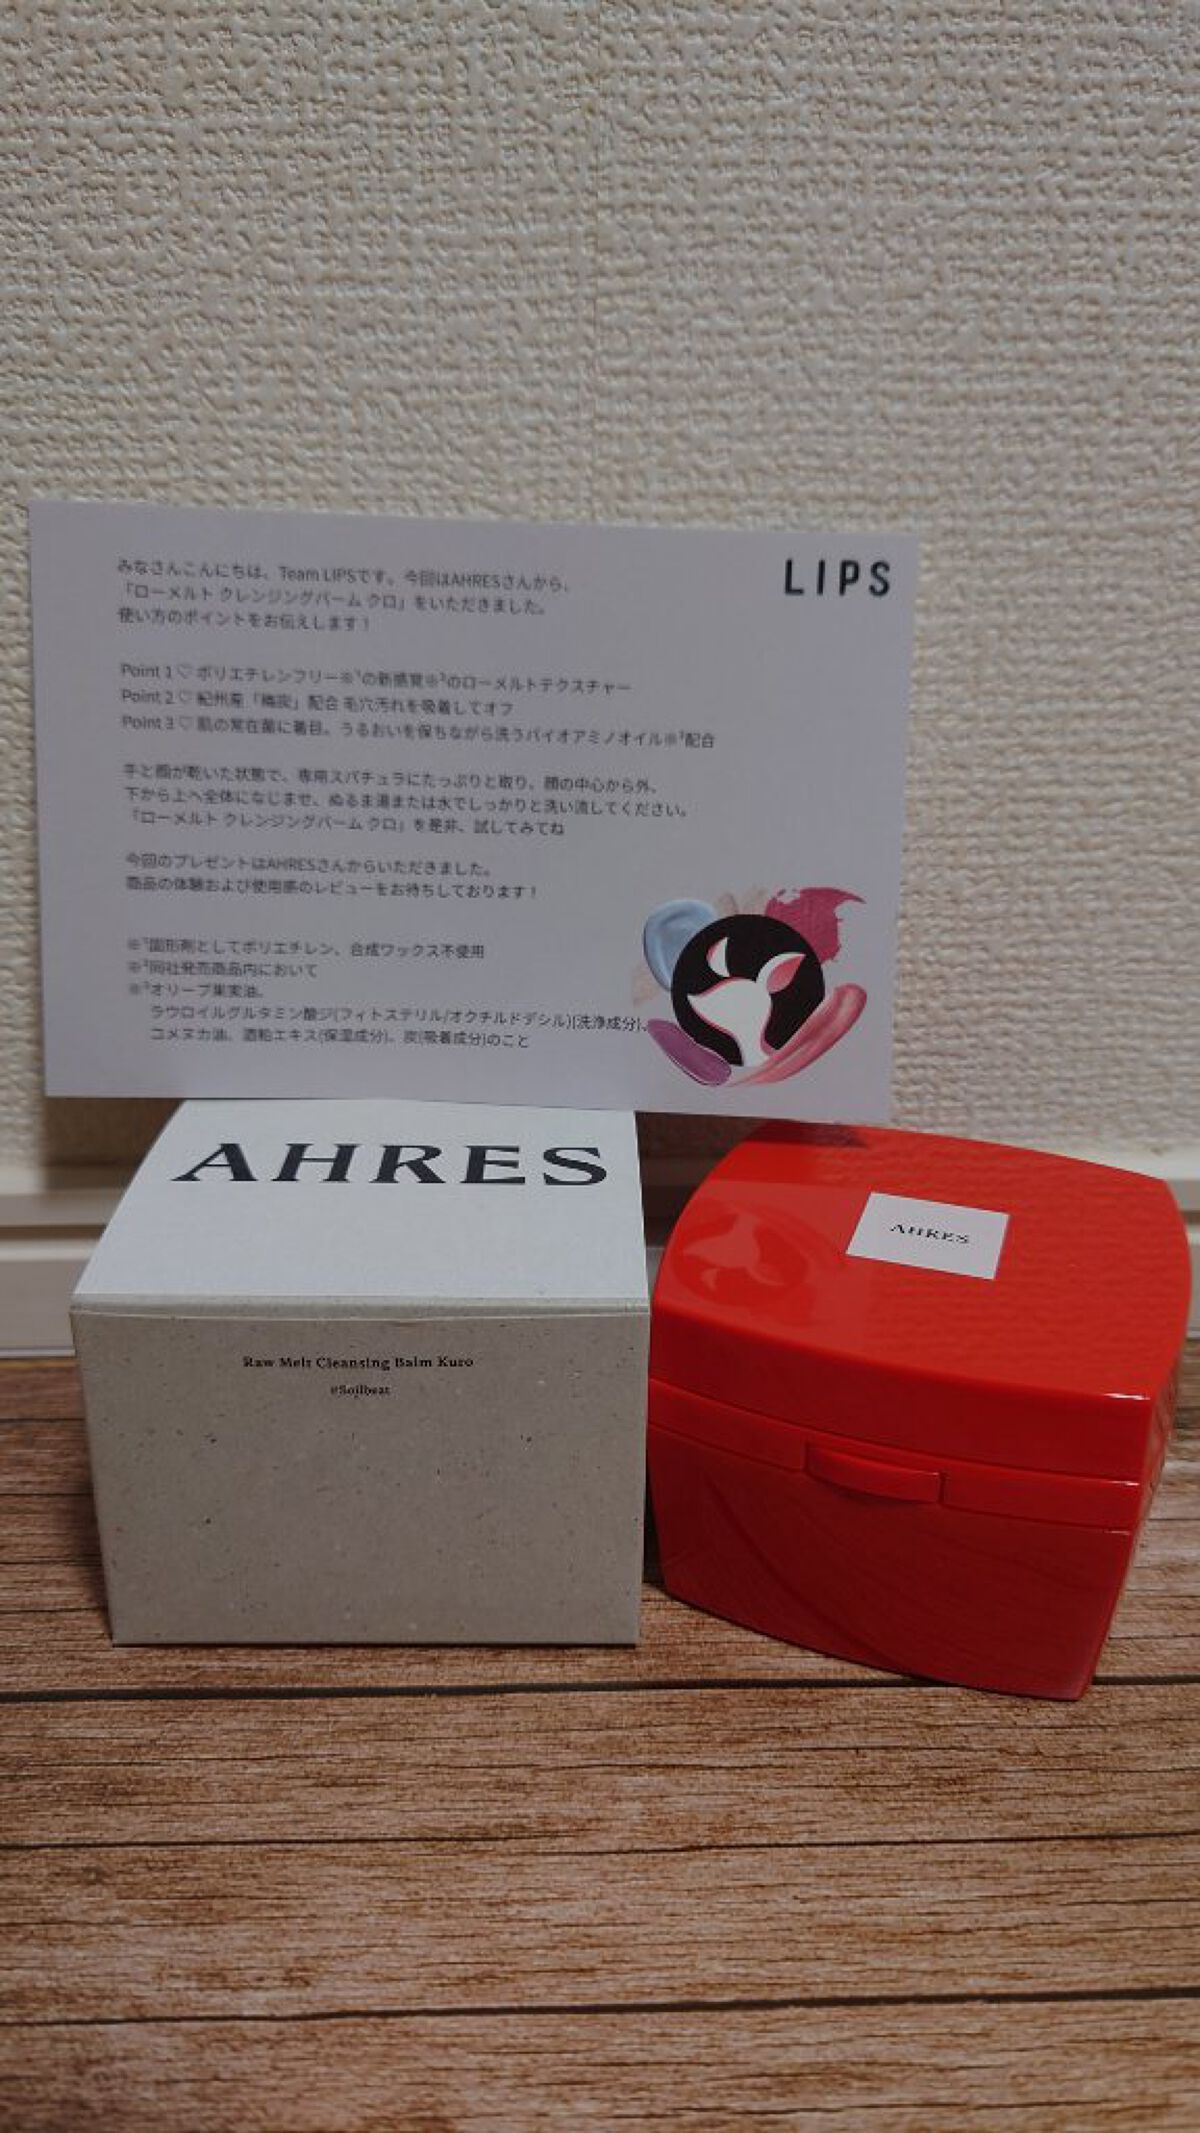 LIPS
みなさんこんにちは、Team LIPSです。今回はAHRESさんから、
「ローメルト クレンジングバーム クロ」をいただきました。
使い方のポイントをお伝えします！
Point 1 ♡ ポリエチレンフリー※¹の新感覚※²のローメルトテクスチャー
Point 2 ♡ 紀州産「梅炭」配合 毛穴汚れを吸着してオフ
Point 3 ♡ 肌の常在菌に着目。うるおいを保ちながら洗うバイオアミノオイル※³配合
手と顔が乾いた状態で、専用スパチュラにたっぷりと取り、顔の中心から外、
下から上へ全体になじませ、ぬるま湯または水でしっかりと洗い流してください。
「ローメルト クレンジングバーム クロ」を是非、試してみてね
今回のプレゼントはAHRESさんからいただきました。
商品の体験および使用感のレビューをお待ちしております！
※¹固形剤としてポリエチレン、合成ワックス不使用
※²同社発売商品内において
※³オリーブ果実油、
ラウロイルグルタミン酸ジ(フィトステリル/オクチルドデシル)(洗浄成分)、
コメヌカ油、酒粕エキス(保湿成分)、炭(吸着成分)のこと
AHRES
Raw Melt Cleansing Balm Kuro
#Soilbeat
AHRES